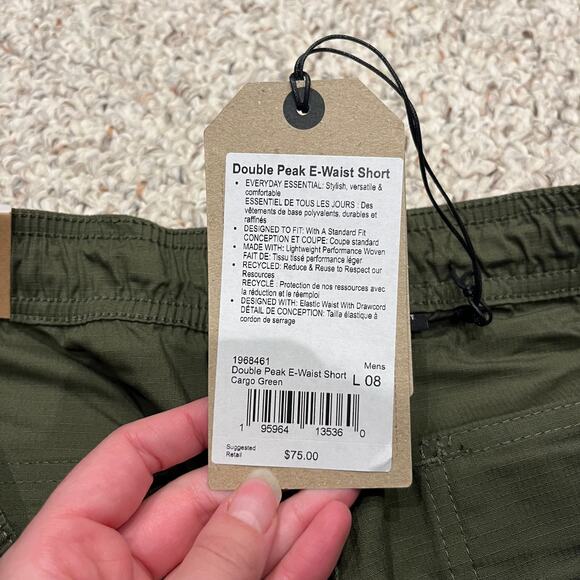 Double Peak E-Waist Short
• EVERYDAY ESSENTIAL: Stylish, versatile &
comfortable
ESSENTIEL DE TOUS LES JOURS : Des
vêtements de base polyvalents, durables et
raffinés
• DESIGNED TO FIT: With A Standard Fit
CONCEPTION ET COUPE: Coupe standard
• MADE WITH: Lightweight Performance Woven
FAIT DE: Tissu tissé performance léger
• RECYCLED: Reduce & Reuse to Respect our
Resources
RECYCLÉ : Protection de nos ressources avec
la réduction et le réemploi
• DESIGNED WITH: Elastic Waist With Drawcord
DÉTAIL DE CONCEPTION: Tailla élastique à
cordon de serrage
1968461 Mens
Double Peak E-Waist Short
Cargo Green L 08
1 95964 13536 0
Suggested
Retail $75.00